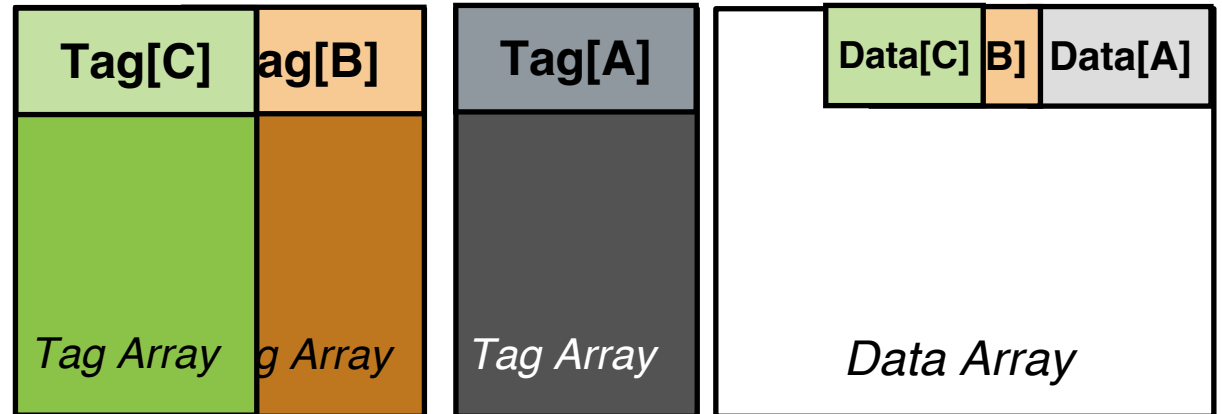 Tag[C]
ag[B]
Tag[A]
Data[C]
B]
Data[A]
Tag Array
g Array
Tag Array
Data Array